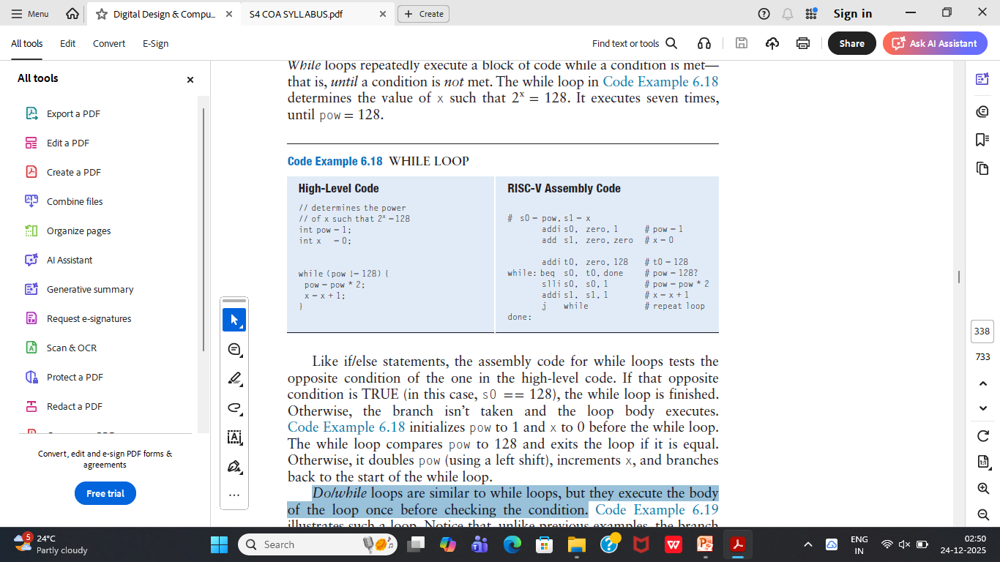 Menu
Digital Design & Compu...
S4 COA SYLLABUS.pdf
Create
Sign in
All tools
Edit
Convert
E-Sign
Find text or tools
Share
Ask AI Assistant
All tools
Export a PDF
Edit a PDF
Create a PDF
Combine files
Organize pages
AI Assistant
Generative summary
Request e-signatures
Scan & OCR
Protect a PDF
Redact a PDF
Convert, edit and e-sign PDF forms &
agreements
Free trial
While loops repeatedly execute a block of code while a condition is met—
that is, until a condition is not met. The while loop in Code Example 6.18
determines the value of x such that 2ˣ = 128. It executes seven times,
until pow = 128.
Code Example 6.18 WHILE LOOP
High-Level Code
// determines the power
// of x such that 2ˣ = 128
int pow = 1;
int x = 0;
while (pow != 128) {
pow = pow * 2;
x = x + 1;
}
RISC-V Assembly Code
# s0 = pow, s1 = x
addi s0, zero, 1 # pow = 1
add s1, zero, zero # x = 0
addi t0, zero, 128 # t0 = 128
while: beq s0, t0, done # pow = 128?
slli s0, s0, 1 # pow = pow * 2
addi s1, s1, 1 # x = x + 1
j while # repeat loop
done:
Like if/else statements, the assembly code for while loops tests the
opposite condition of the one in the high-level code. If that opposite
condition is TRUE (in this case, s0 == 128), the while loop is finished.
Otherwise, the branch isn't taken and the loop body executes.
Code Example 6.18 initializes pow to 1 and x to 0 before the while loop.
The while loop compares pow to 128 and exits the loop if it is equal.
Otherwise, it doubles pow (using a left shift), increments x, and branches
back to the start of the while loop.
Do/while loops are similar to while loops, but they execute the body
of the loop once before checking the condition. Code Example 6.19
illustrates such a loop. Notice that, unlike previous examples, the branch
338
733
5
24°C
Partly cloudy
Search
ENG
IN
02:50
24-12-2025